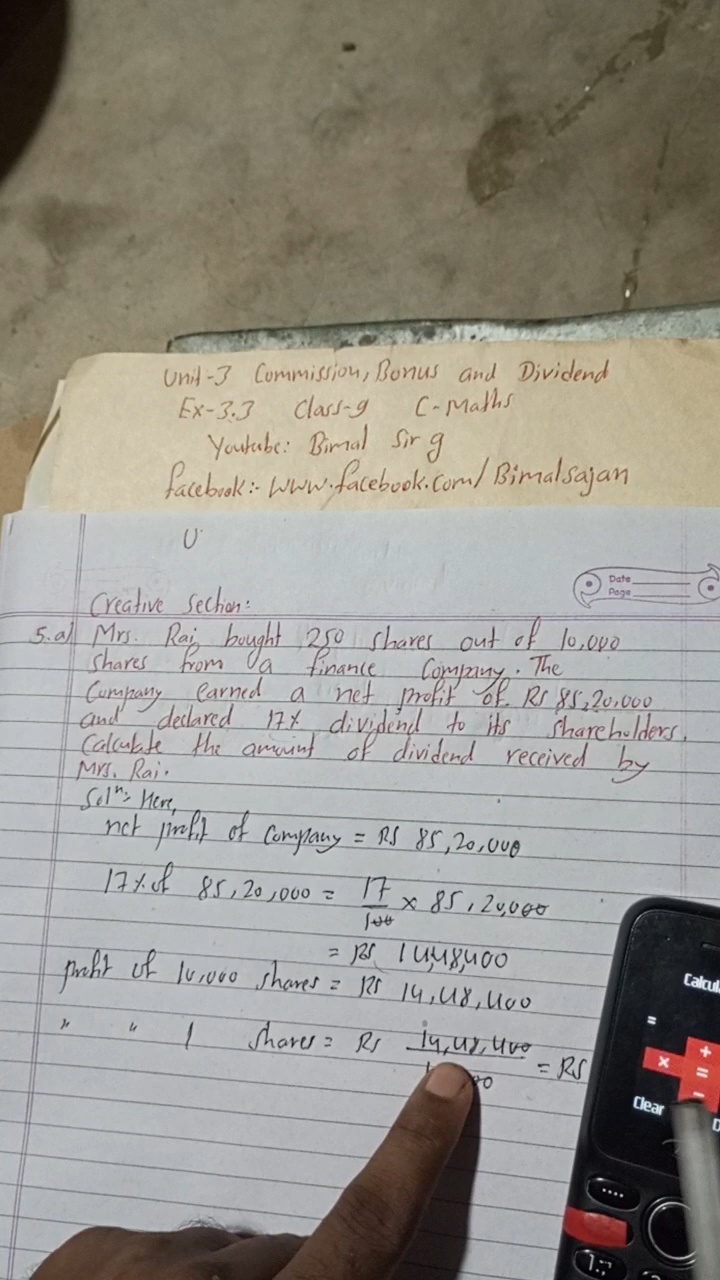 Unit-3 Commission, Bonus and Dividend
Ex-3.3 Class-9 C-Maths
Youtube: Bimal Sir g
facebook:- www.facebook.com/Bimalsajan
Date
Page
Creative Section:
5.a) Mrs. Rai bought 250 shares out of 10,000
shares from a finance Company. The
Company earned a net profit of Rs 85,20,000
and declared 17% dividend to its shareholders.
Calculate the amount of dividend received by
Mrs. Rai.
Solⁿ:- Here,
net profit of Company = Rs 85,20,000
17% of 85,20,000 = 17/100 × 85,20,000
= Rs 14,48,400
profit of 10,000 shares = Rs 14,48,400
" " 1 shares = Rs 14,48,400 = Rs
Calcul
=
+
×
=
-
Clear